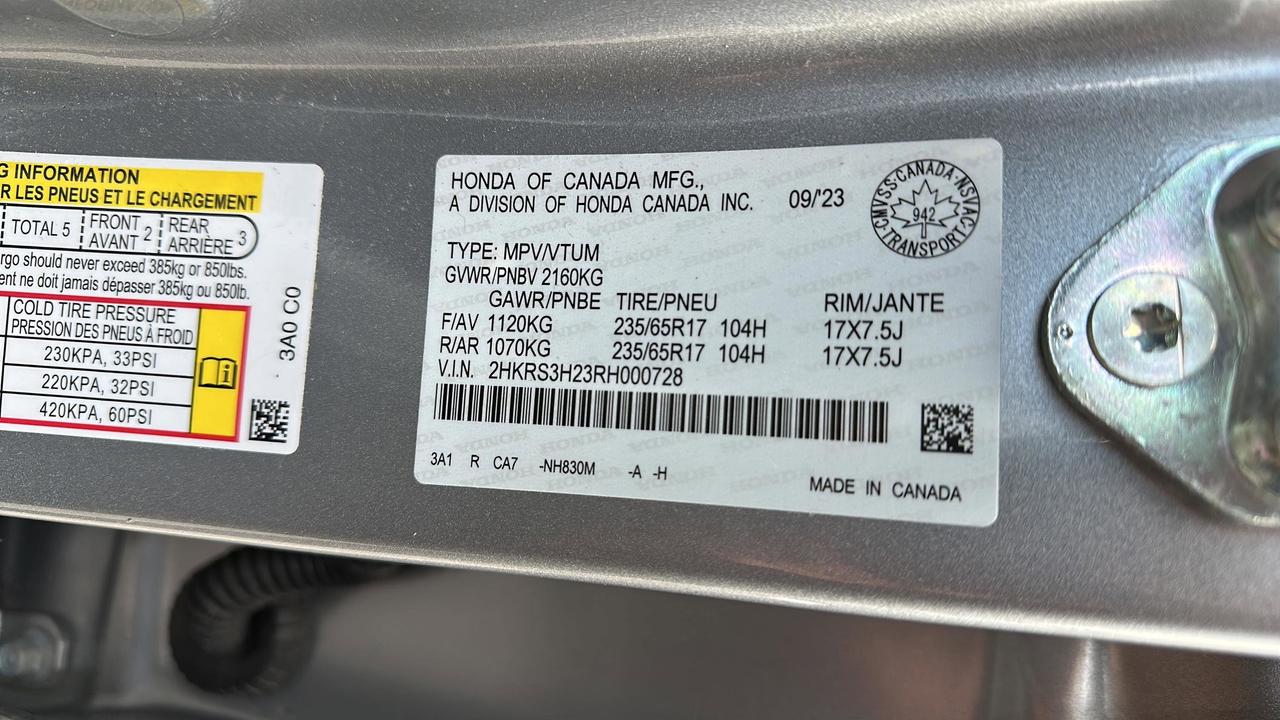 G INFORMATION
R LES PNEUS ET LE CHARGEMENT
TOTAL 5
FRONT AVANT 2
REAR ARRIÈRE 3
rgo should never exceed 385kg or 850lbs.
ent ne doit jamais dépasser 385kg ou 850lb.
COLD TIRE PRESSURE
PRESSION DES PNEUS À FROID
230KPA, 33PSI
220KPA, 32PSI
420KPA, 60PSI
3A0 C0
HONDA OF CANADA MFG.,
A DIVISION OF HONDA CANADA INC. 09/'23
CMVSS·CANADA·NSVAC·TRANSPORT
942
TYPE: MPV/VTUM
GVWR/PNBV 2160KG
GAWR/PNBE TIRE/PNEU RIM/JANTE
F/AV 1120KG 235/65R17 104H 17X7.5J
R/AR 1070KG 235/65R17 104H 17X7.5J
V.I.N. 2HKRS3H23RH000728
3A1 R CA7 -NH830M -A -H
MADE IN CANADA